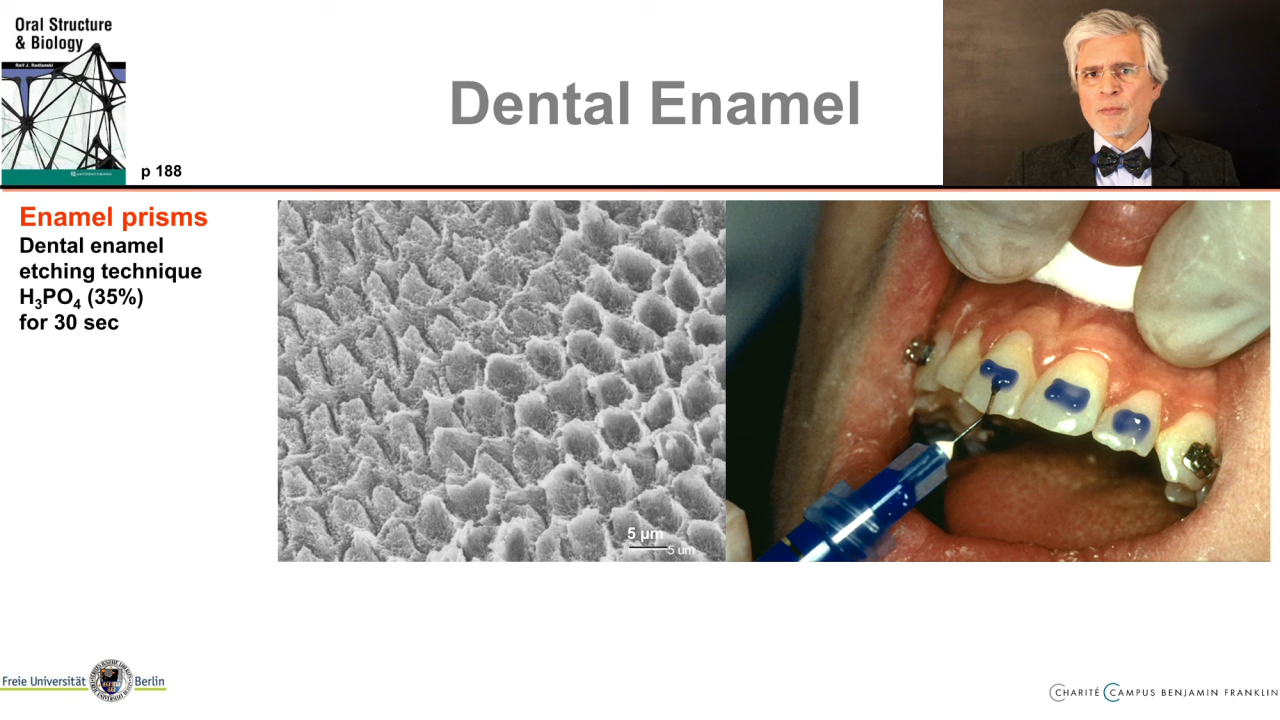 Oral Structure
& Biology
Ralf J. Radlanski
p 188
Dental Enamel
Enamel prisms
Dental enamel
etching technique
H₃PO₄ (35%)
for 30 sec
5 µm
5 um
Freie Universität Berlin
CHARITÉ CAMPUS BENJAMIN FRANKLIN